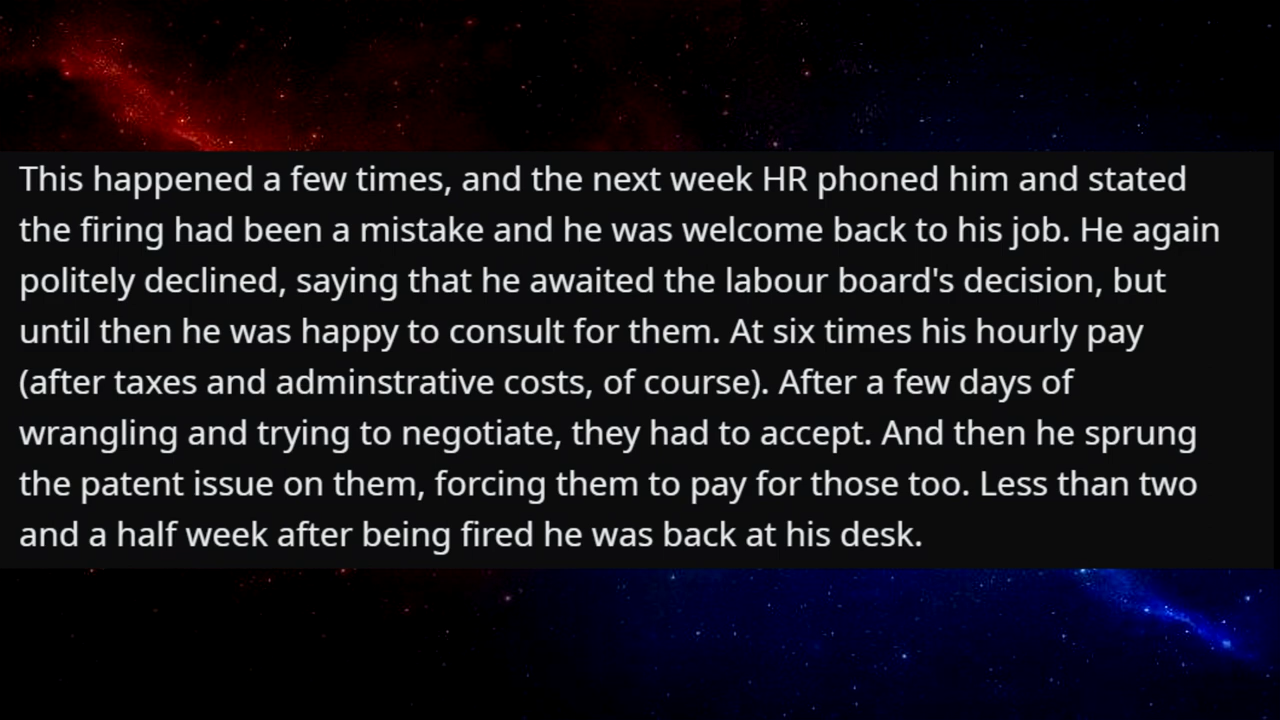 This happened a few times, and the next week HR phoned him and stated
the firing had been a mistake and he was welcome back to his job. He again
politely declined, saying that he awaited the labour board's decision, but
until then he was happy to consult for them. At six times his hourly pay
(after taxes and adminstrative costs, of course). After a few days of
wrangling and trying to negotiate, they had to accept. And then he sprung
the patent issue on them, forcing them to pay for those too. Less than two
and a half week after being fired he was back at his desk.